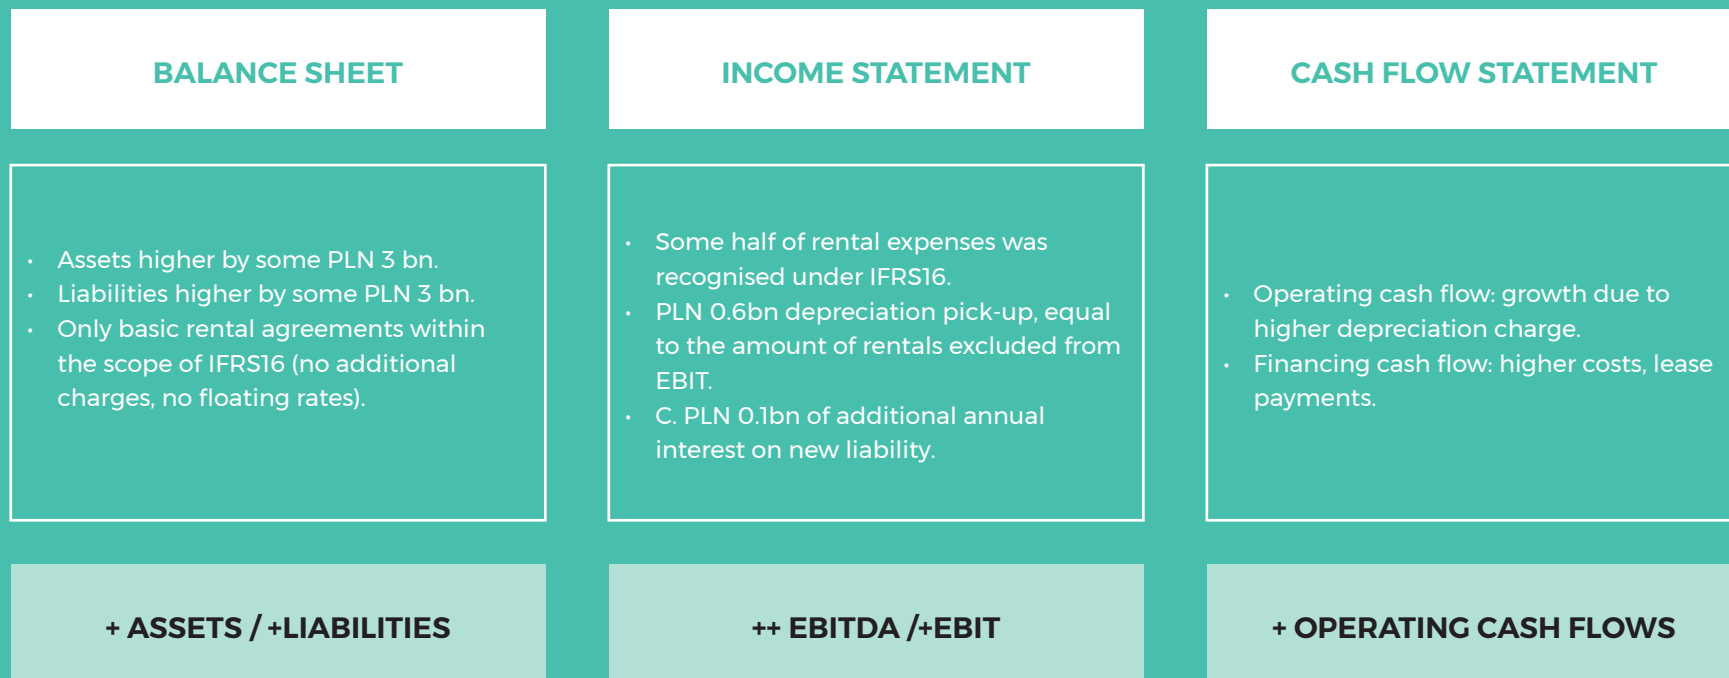 BALANCE SHEET
• Assets higher by some PLN 3 bn.
• Liabilities higher by some PLN 3 bn.
• Only basic rental agreements within
the scope of IFRS16 (no additional
charges, no floating rates).
+ ASSETS / +LIABILITIES
INCOME STATEMENT
• Some half of rental expenses was
recognised under IFRS16.
• PLN 0.6bn depreciation pick-up, equal
to the amount of rentals excluded from
EBIT.
• C. PLN 0.1bn of additional annual
interest on new liability.
++ EBITDA /+EBIT
CASH FLOW STATEMENT
• Operating cash flow: growth due to
higher depreciation charge.
• Financing cash flow: higher costs, lease
payments.
+ OPERATING CASH FLOWS